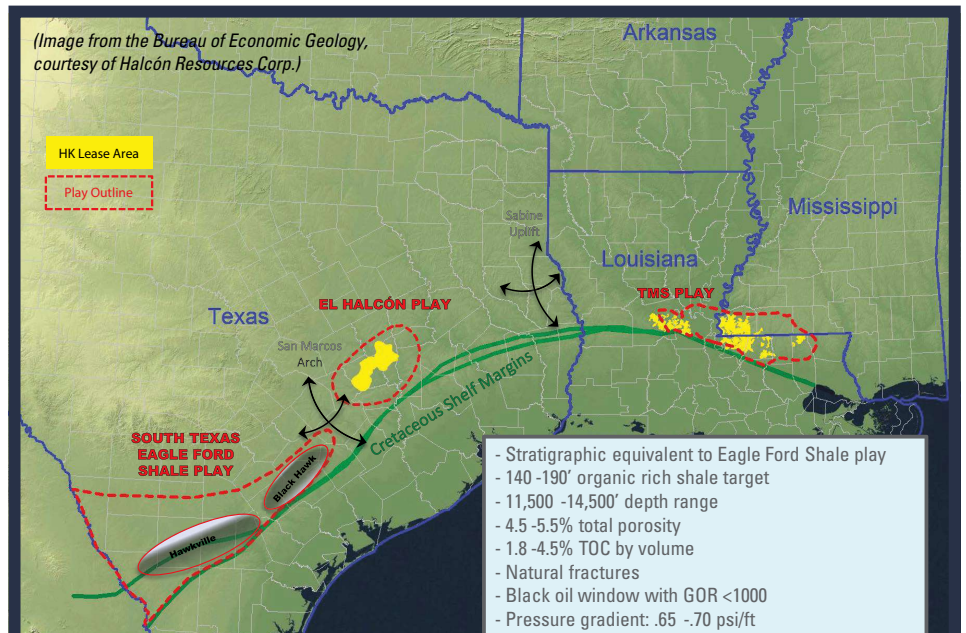 (Image from the Bureau of Economic Geology,
courtesy of Halcón Resources Corp.)
Arkansas
HK Lease Area
Play Outline
Mississippi
Sabine
Uplift
Louisiana
TMS PLAY
EL HALCÓN PLAY
Texas
San Marcos
Arch
Cretaceous Shelf Margins
SOUTH TEXAS
EAGLE FORD
SHALE PLAY
Black Hawk
Hawkville
- Stratigraphic equivalent to Eagle Ford Shale play
- 140 -190' organic rich shale target
- 11,500 -14,500' depth range
- 4.5 -5.5% total porosity
- 1.8 -4.5% TOC by volume
- Natural fractures
- Black oil window with GOR <1000
- Pressure gradient: .65 -.70 psi/ft